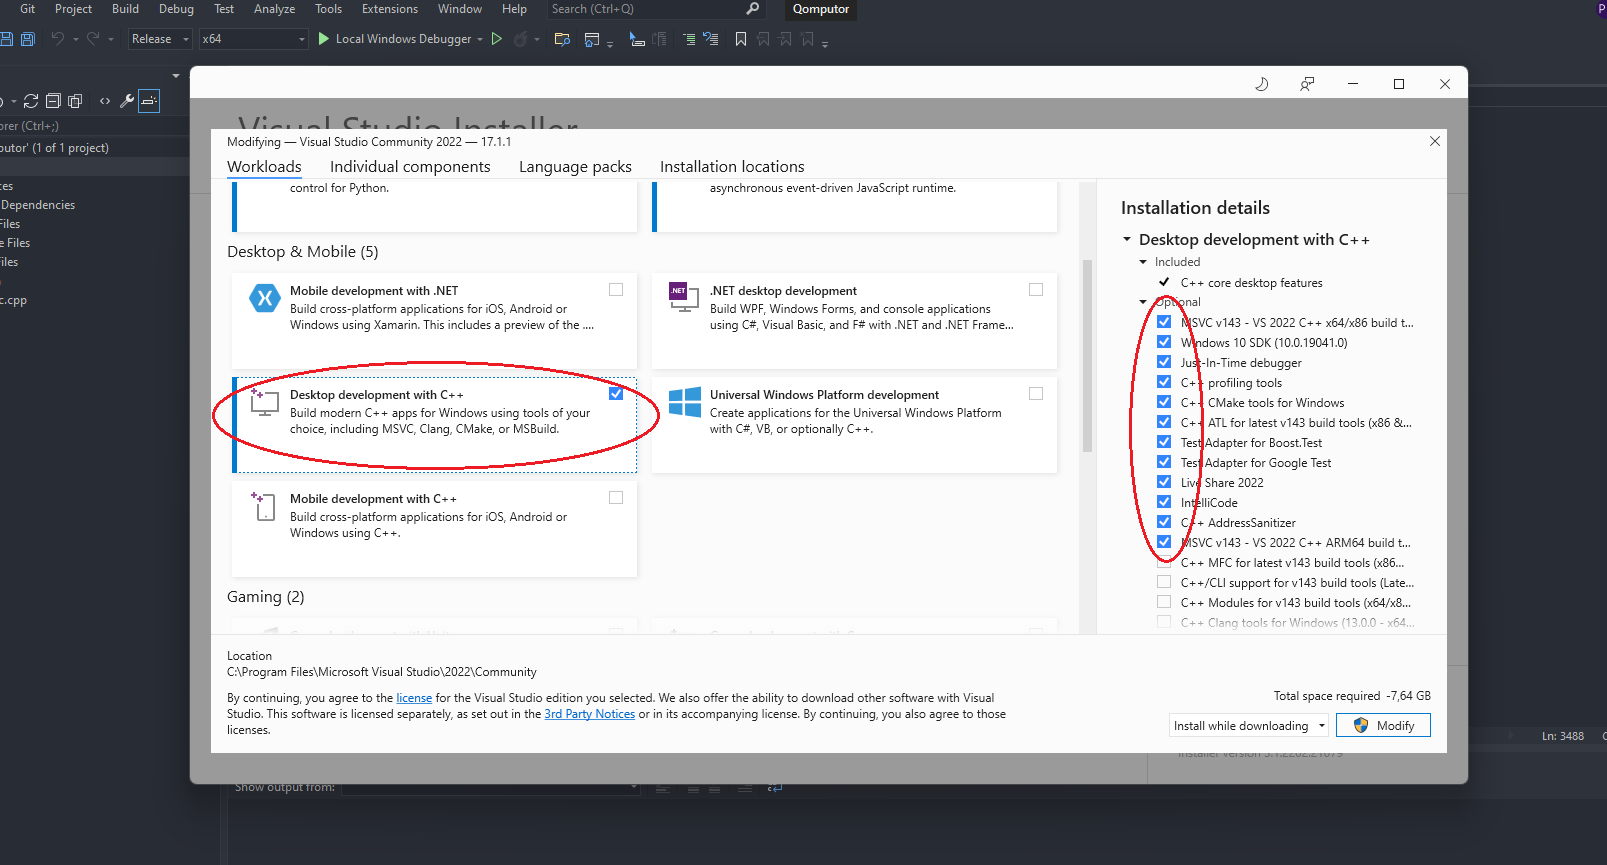 Git Project Build Debug Test Analyze Tools Extensions Window Help Search (Ctrl+Q) Qomputor P
Release x64 Local Windows Debugger
orer (Ctrl+;)
outor' (1 of 1 project)
ces
Dependencies
Files
e Files
Files
c.cpp
Visual Studio Installer
Modifying — Visual Studio Community 2022 — 17.1.1
Workloads Individual components Language packs Installation locations
control for Python.
asynchronous event-driven JavaScript runtime.
Desktop & Mobile (5)
Mobile development with .NET
Build cross-platform applications for iOS, Android or
Windows using Xamarin. This includes a preview of the ....
.NET
.NET desktop development
Build WPF, Windows Forms, and console applications
using C#, Visual Basic, and F# with .NET and .NET Frame...
Desktop development with C++
Build modern C++ apps for Windows using tools of your
choice, including MSVC, Clang, CMake, or MSBuild.
Universal Windows Platform development
Create applications for the Universal Windows Platform
with C#, VB, or optionally C++.
Mobile development with C++
Build cross-platform applications for iOS, Android or
Windows using C++.
Gaming (2)
Installation details
Desktop development with C++
Included
C++ core desktop features
Optional
MSVC v143 - VS 2022 C++ x64/x86 build t...
Windows 10 SDK (10.0.19041.0)
Just-In-Time debugger
C++ profiling tools
C++ CMake tools for Windows
C++ ATL for latest v143 build tools (x86 &...
Test Adapter for Boost.Test
Test Adapter for Google Test
Live Share 2022
IntelliCode
C++ AddressSanitizer
MSVC v143 - VS 2022 C++ ARM64 build t...
C++ MFC for latest v143 build tools (x86...
C++/CLI support for v143 build tools (Late...
C++ Modules for v143 build tools (x64/x8...
C++ Clang tools for Windows (13.0.0 - x64...
Location
C:\Program Files\Microsoft Visual Studio\2022\Community
By continuing, you agree to the license for the Visual Studio edition you selected. We also offer the ability to download other software with Visual
Studio. This software is licensed separately, as set out in the 3rd Party Notices or in its accompanying license. By continuing, you also agree to those
licenses.
Total space required -7,64 GB
Install while downloading Modify
Ln: 3488
Show output from: